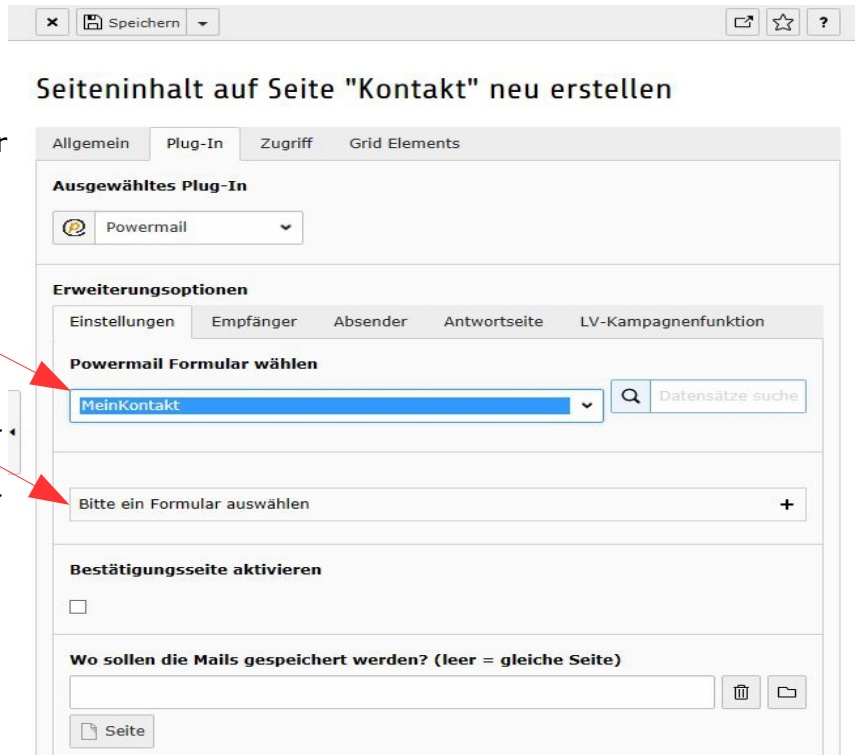 Speichern
?
Seiteninhalt auf Seite "Kontakt" neu erstellen
r
Allgemein Plug-In Zugriff Grid Elements
Ausgewähltes Plug-In
Powermail
Erweiterungsoptionen
Einstellungen Empfänger Absender Antwortseite LV-Kampagnenfunktion
Powermail Formular wählen
MeinKontakt Datensätze suche
Bitte ein Formular auswählen +
Bestätigungsseite aktivieren
Wo sollen die Mails gespeichert werden? (leer = gleiche Seite)
Seite